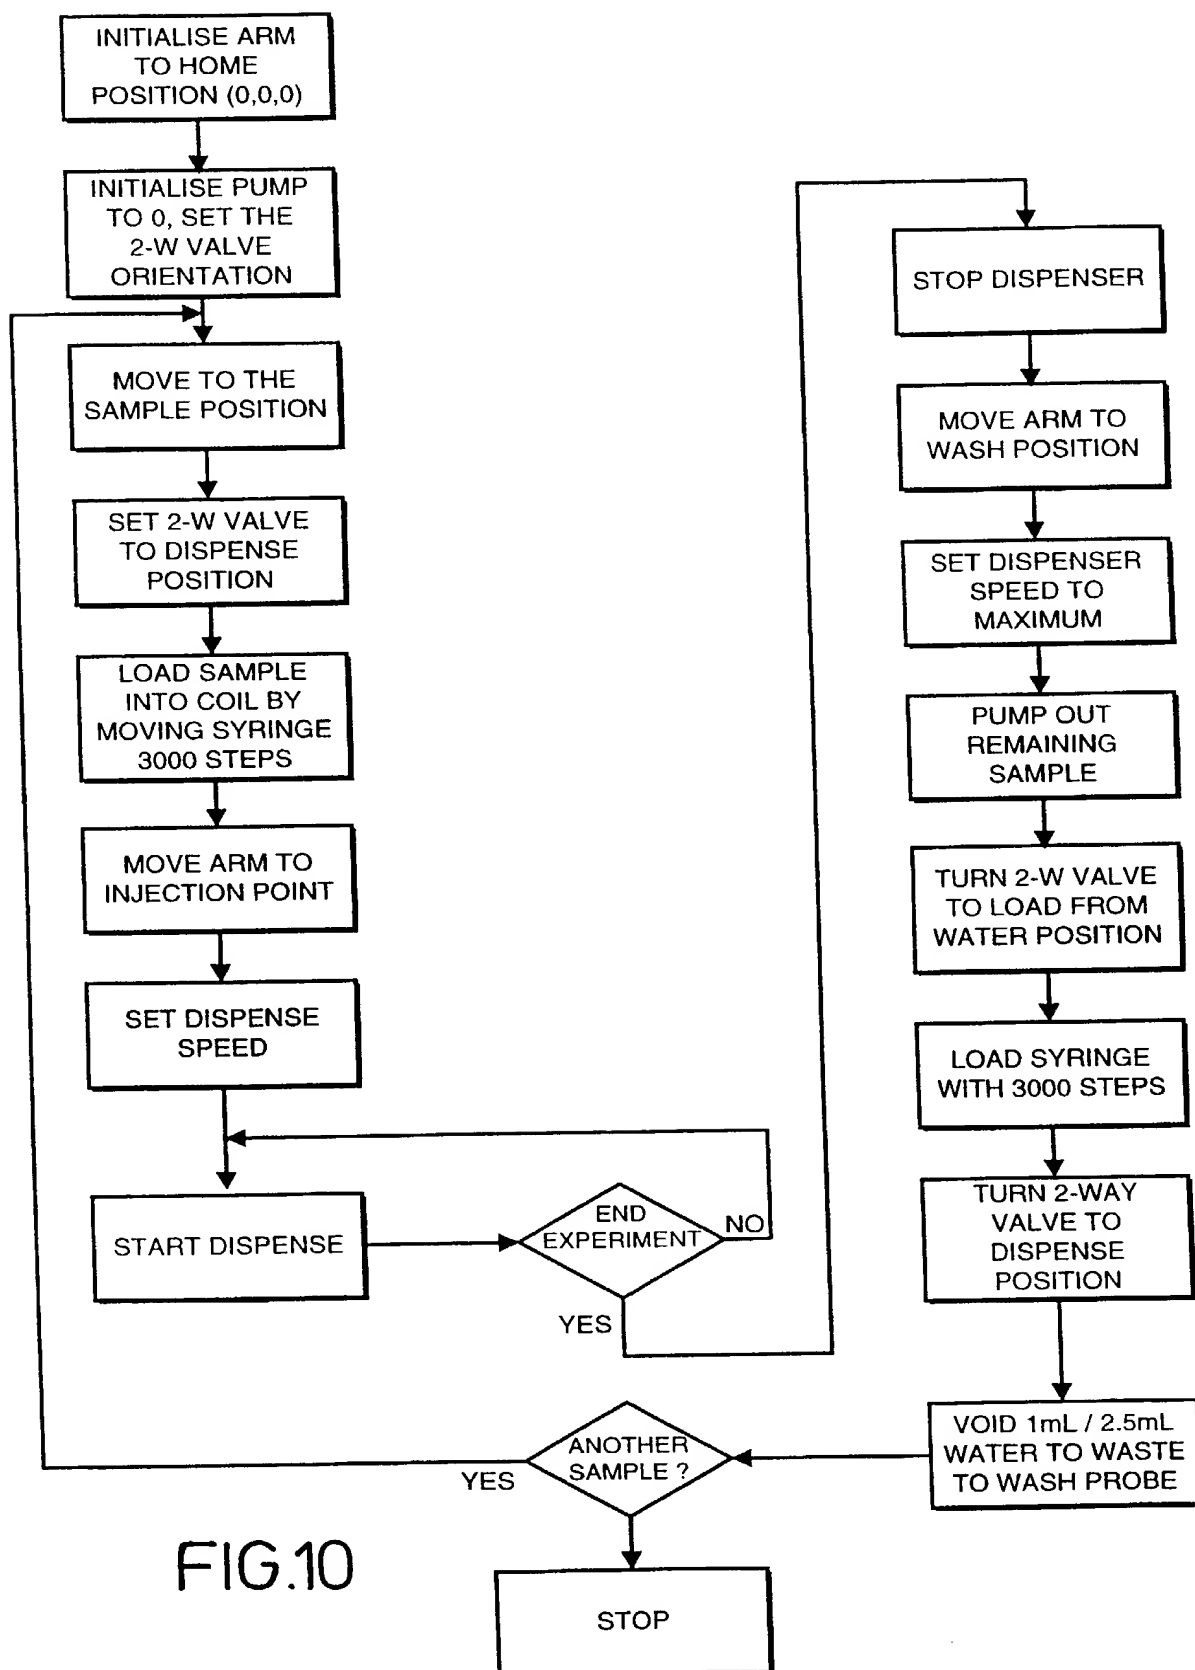 INITIALISE ARM
TO HOME
POSITION (0,0,0)
INITIALISE PUMP
TO 0, SET THE
2-W VALVE
ORIENTATION
MOVE TO THE
SAMPLE POSITION
SET 2-W VALVE
TO DISPENSE
POSITION
LOAD SAMPLE
INTO COIL BY
MOVING SYRINGE
3000 STEPS
MOVE ARM TO
INJECTION POINT
SET DISPENSE
SPEED
START DISPENSE
END
EXPERIMENT
NO
YES
STOP DISPENSER
MOVE ARM TO
WASH POSITION
SET DISPENSER
SPEED TO
MAXIMUM
PUMP OUT
REMAINING
SAMPLE
TURN 2-W VALVE
TO LOAD FROM
WATER POSITION
LOAD SYRINGE
WITH 3000 STEPS
TURN 2-WAY
VALVE TO
DISPENSE
POSITION
VOID 1mL / 2.5mL
WATER TO WASTE
TO WASH PROBE
ANOTHER
SAMPLE ?
YES
STOP
FIG.10